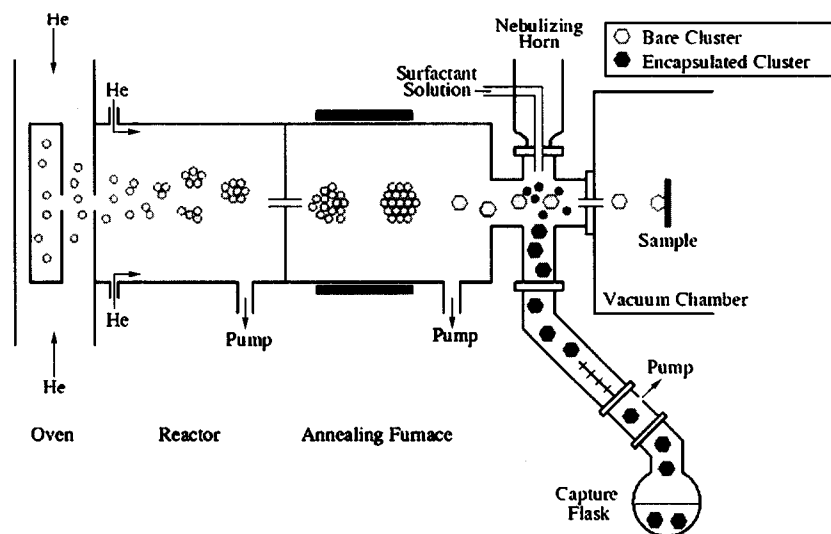 He
Nebulizing
Horn
Bare Cluster
Encapsulated Cluster
Surfactant
Solution
He
Sample
Vacuum Chamber
He
Pump
Pump
Pump
He
Oven
Reactor
Annealing Furnace
Capture
Flask